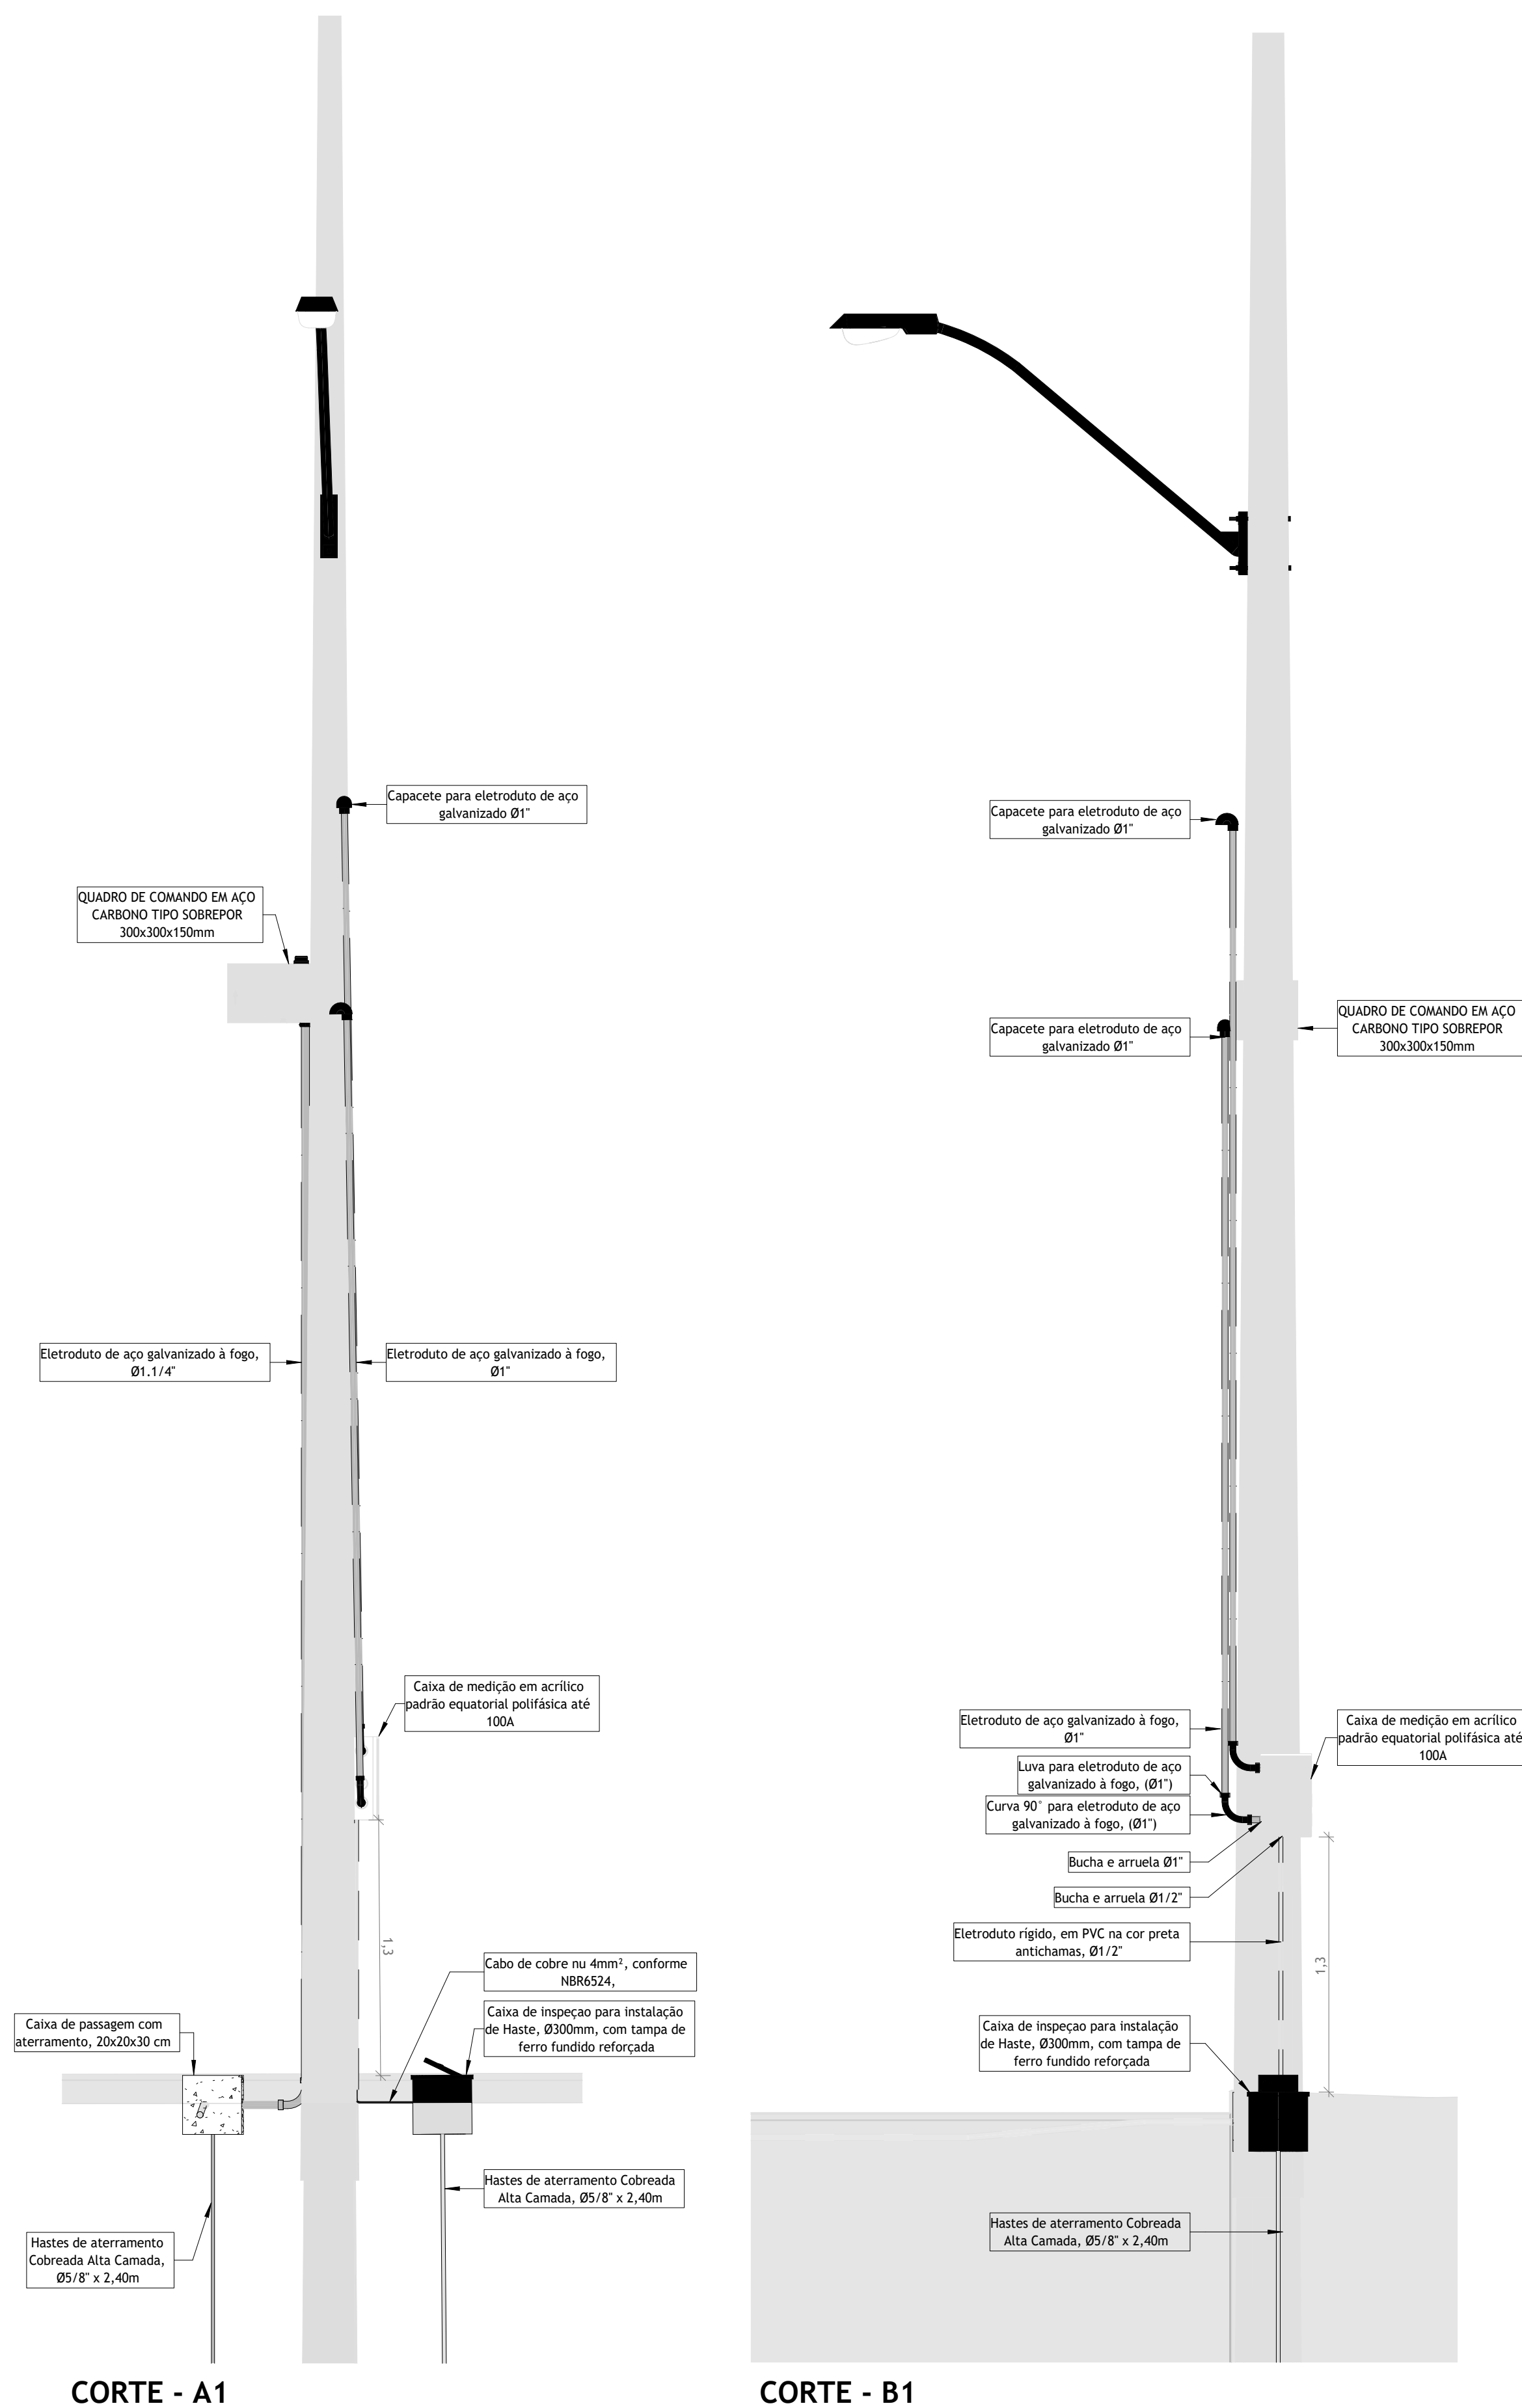 Capacete para eletroduto de aço
galvanizado Ø1"
QUADRO DE COMANDO EM AÇO
CARBONO TIPO SOBREPOR
300x300x150mm
Eletroduto de aço galvanizado à fogo,
Ø1.1/4"
Eletroduto de aço galvanizado à fogo,
Ø1"
Caixa de medição em acrílico
padrão equatorial polifásica até
100A
1,3
Cabo de cobre nu 4mm², conforme
NBR6524,
Caixa de inspeçao para instalação
de Haste, Ø300mm, com tampa de
ferro fundido reforçada
Caixa de passagem com
aterramento, 20x20x30 cm
Hastes de aterramento Cobreada
Alta Camada, Ø5/8" x 2,40m
Hastes de aterramento
Cobreada Alta Camada,
Ø5/8" x 2,40m
CORTE - A1
Capacete para eletroduto de aço
galvanizado Ø1"
Capacete para eletroduto de aço
galvanizado Ø1"
QUADRO DE COMANDO EM AÇO
CARBONO TIPO SOBREPOR
300x300x150mm
Eletroduto de aço galvanizado à fogo,
Ø1"
Caixa de medição em acrílico
padrão equatorial polifásica até
100A
Luva para eletroduto de aço
galvanizado à fogo, (Ø1")
Curva 90° para eletroduto de aço
galvanizado à fogo, (Ø1")
Bucha e arruela Ø1"
Bucha e arruela Ø1/2"
Eletroduto rígido, em PVC na cor preta
antichamas, Ø1/2"
1,3
Caixa de inspeçao para instalação
de Haste, Ø300mm, com tampa de
ferro fundido reforçada
Hastes de aterramento Cobreada
Alta Camada, Ø5/8" x 2,40m
CORTE - B1